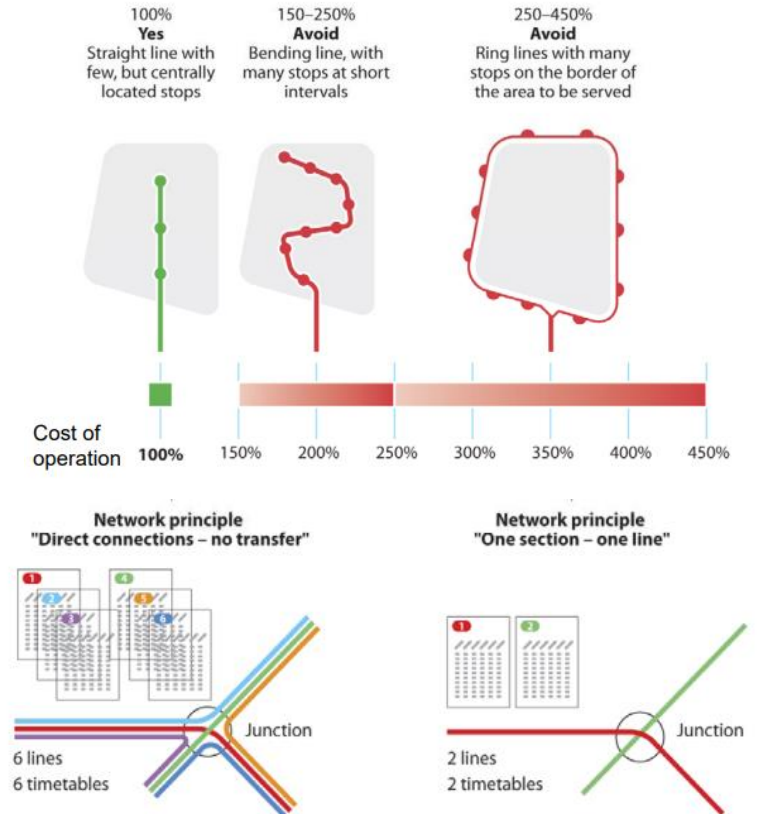 100%
Yes
Straight line with
few, but centrally
located stops
150–250%
Avoid
Bending line, with
many stops at short
intervals
250–450%
Avoid
Ring lines with many
stops on the border of
the area to be served
Cost of
operation
100%
150%
200%
250%
300%
350%
400%
450%
Network principle
"Direct connections – no transfer"
1
2
3
4
5
6
Junction
6 lines
6 timetables
Network principle
"One section – one line"
1
2
Junction
2 lines
2 timetables